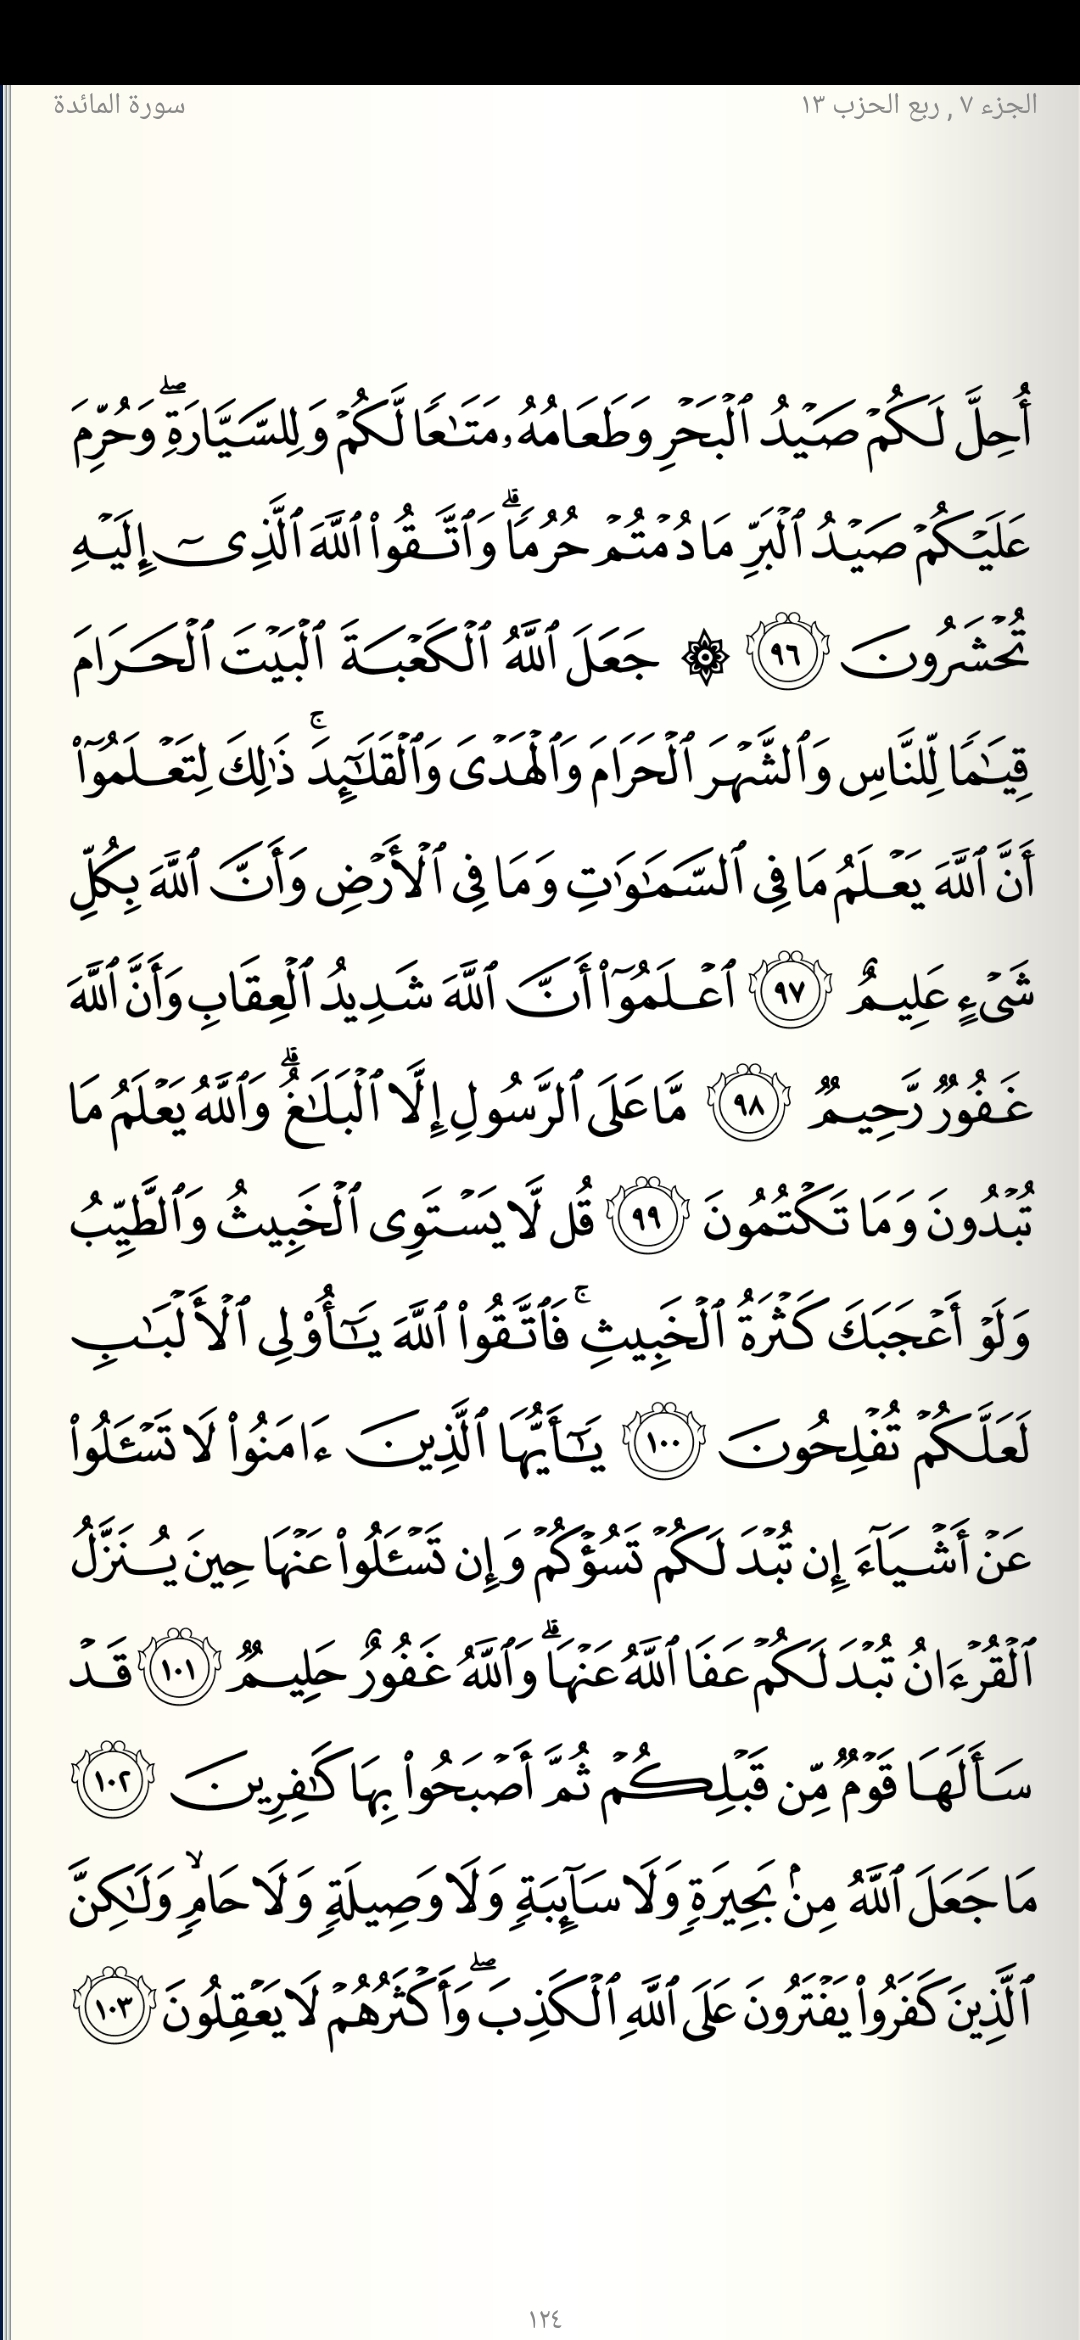 الجزء ٧ , ربع الحزب ١٣
سورة المائدة
أُحِلَّ لَكُمۡ صَيۡدُ ٱلۡبَحۡرِ وَطَعَامُهُۥ مَتَٰعٗا لَّكُمۡ وَلِلسَّيَّارَةِۖ وَحُرِّمَ
عَلَيۡكُمۡ صَيۡدُ ٱلۡبَرِّ مَا دُمۡتُمۡ حُرُمٗاۗ وَٱتَّقُواْ ٱللَّهَ ٱلَّذِيٓ إِلَيۡهِ
تُحۡشَرُونَ ٩٦ ۞ جَعَلَ ٱللَّهُ ٱلۡكَعۡبَةَ ٱلۡبَيۡتَ ٱلۡحَرَامَ
قِيَٰمٗا لِّلنَّاسِ وَٱلشَّهۡرَ ٱلۡحَرَامَ وَٱلۡهَدۡيَ وَٱلۡقَلَٰٓئِدَۚ ذَٰلِكَ لِتَعۡلَمُوٓاْ
أَنَّ ٱللَّهَ يَعۡلَمُ مَا فِي ٱلسَّمَٰوَٰتِ وَمَا فِي ٱلۡأَرۡضِ وَأَنَّ ٱللَّهَ بِكُلِّ
شَيۡءٍ عَلِيمٌ ٩٧ ٱعۡلَمُوٓاْ أَنَّ ٱللَّهَ شَدِيدُ ٱلۡعِقَابِ وَأَنَّ ٱللَّهَ
غَفُورٞ رَّحِيمٞ ٩٨ مَّا عَلَى ٱلرَّسُولِ إِلَّا ٱلۡبَلَٰغُۗ وَٱللَّهُ يَعۡلَمُ مَا
تُبۡدُونَ وَمَا تَكۡتُمُونَ ٩٩ قُل لَّا يَسۡتَوِي ٱلۡخَبِيثُ وَٱلطَّيِّبُ
وَلَوۡ أَعۡجَبَكَ كَثۡرَةُ ٱلۡخَبِيثِۚ فَٱتَّقُواْ ٱللَّهَ يَٰٓأُوْلِي ٱلۡأَلۡبَٰبِ
لَعَلَّكُمۡ تُفۡلِحُونَ ١٠٠ يَٰٓأَيُّهَا ٱلَّذِينَ ءَامَنُواْ لَا تَسۡـَٔلُواْ
عَنۡ أَشۡيَآءَ إِن تُبۡدَ لَكُمۡ تَسُؤۡكُمۡ وَإِن تَسۡـَٔلُواْ عَنۡهَا حِينَ يُنَزَّلُ
ٱلۡقُرۡءَانُ تُبۡدَ لَكُمۡ عَفَا ٱللَّهُ عَنۡهَاۗ وَٱللَّهُ غَفُورٌ حَلِيمٞ ١٠١ قَدۡ
سَأَلَهَا قَوۡمٞ مِّن قَبۡلِكُمۡ ثُمَّ أَصۡبَحُواْ بِهَا كَٰفِرِينَ ١٠٢
مَا جَعَلَ ٱللَّهُ مِنۢ بَحِيرَةٖ وَلَا سَآئِبَةٖ وَلَا وَصِيلَةٖ وَلَا حَامٖ وَلَٰكِنَّ
ٱلَّذِينَ كَفَرُواْ يَفۡتَرُونَ عَلَى ٱللَّهِ ٱلۡكَذِبَۖ وَأَكۡثَرُهُمۡ لَا يَعۡقِلُونَ ١٠٣
١٢٤